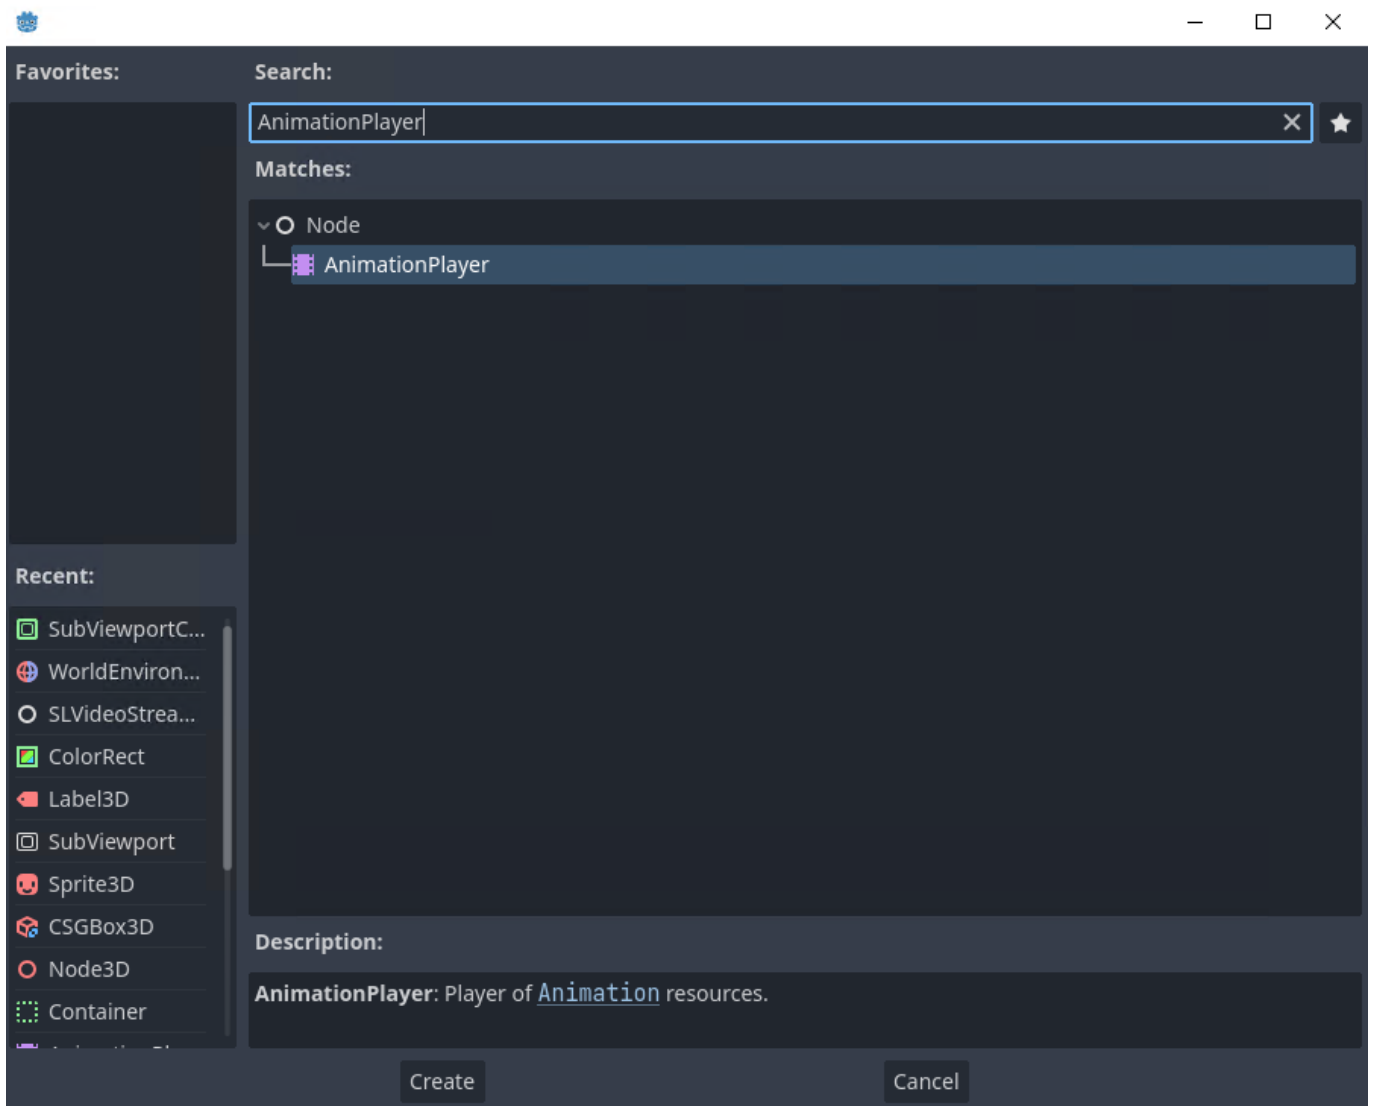 Favorites:
Search:
AnimationPlayer
Matches:
Node
AnimationPlayer
Recent:
SubViewportC...
WorldEnviron...
SLVideoStrea...
ColorRect
Label3D
SubViewport
Sprite3D
CSGBox3D
Node3D
Container
Description:
AnimationPlayer: Player of Animation resources.
Create
Cancel